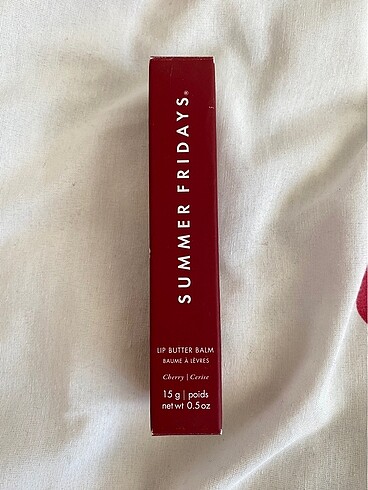 SUMMER FRIDAYS®
LIP BUTTER BALM
BAUME À LÈVRES
Cherry | Cerise
15 g | poids
net wt 0.5 oz